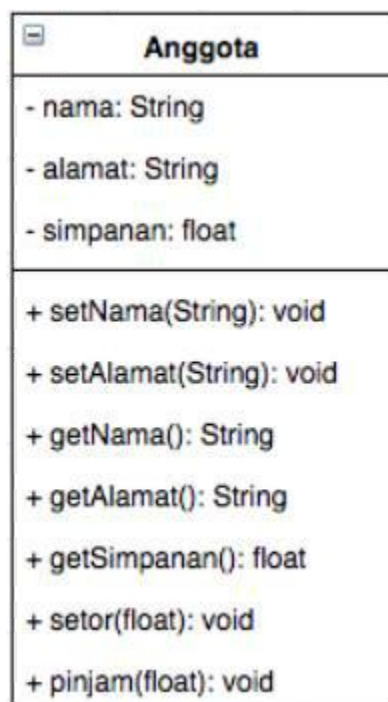 Anggota
- nama: String
- alamat: String
- simpanan: float
+ setNama(String): void
+ setAlamat(String): void
+ getNama(): String
+ getAlamat(): String
+ getSimpanan(): float
+ setor(float): void
+ pinjam(float): void